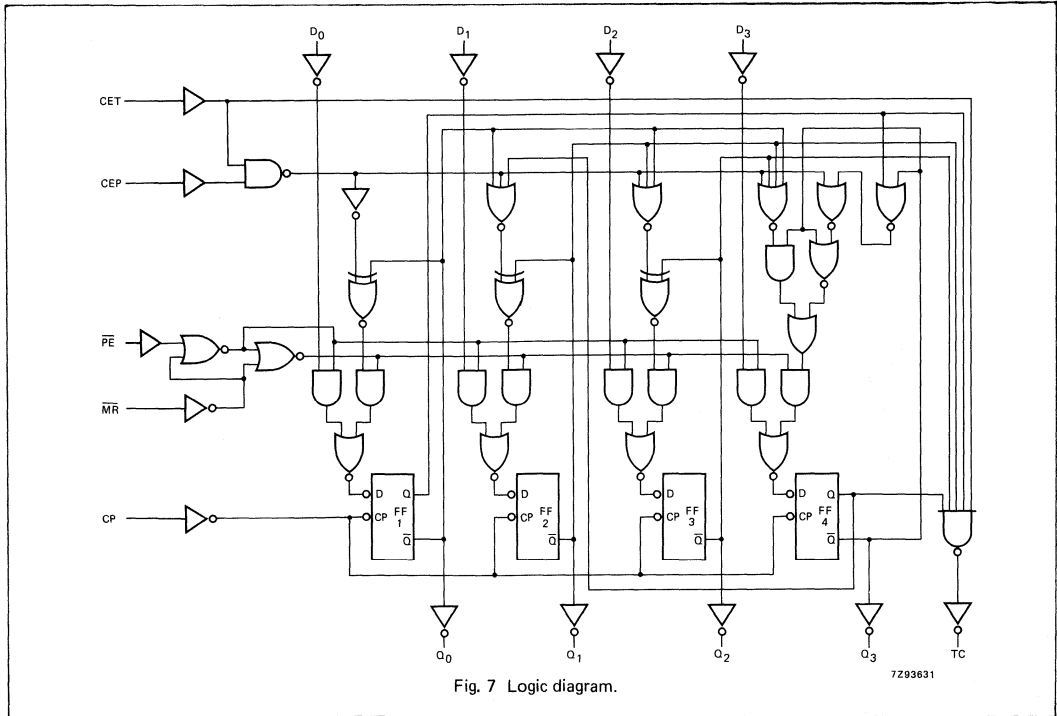 D0 D1 D2 D3
CET
CEP
PE
MR
D Q
CP FF 1
Q
D
CP FF 2
Q
D
CP FF 3
Q
D Q
CP FF 4
Q
CP
Q0 Q1 Q2 Q3 TC
7Z93631
Fig. 7 Logic diagram.